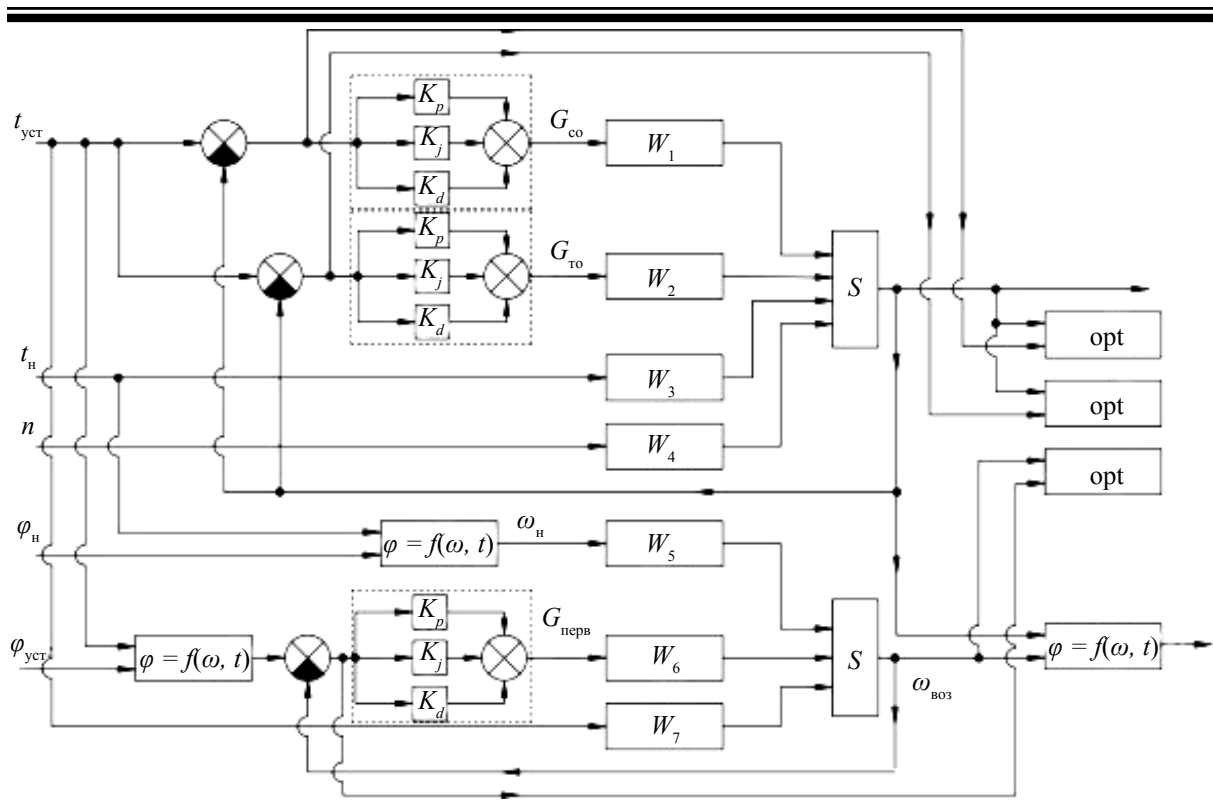 t_уст
K_p
K_j
K_d
G_со
W_1
K_p
K_j
K_d
G_то
W_2
S
opt
t_н
W_3
opt
n
W_4
opt
φ_н
φ = f(ω, t)
ω_н
W_5
φ_уст
φ = f(ω, t)
K_p
K_j
K_d
G_перв
W_6
S
φ = f(ω, t)
ω_воз
W_7